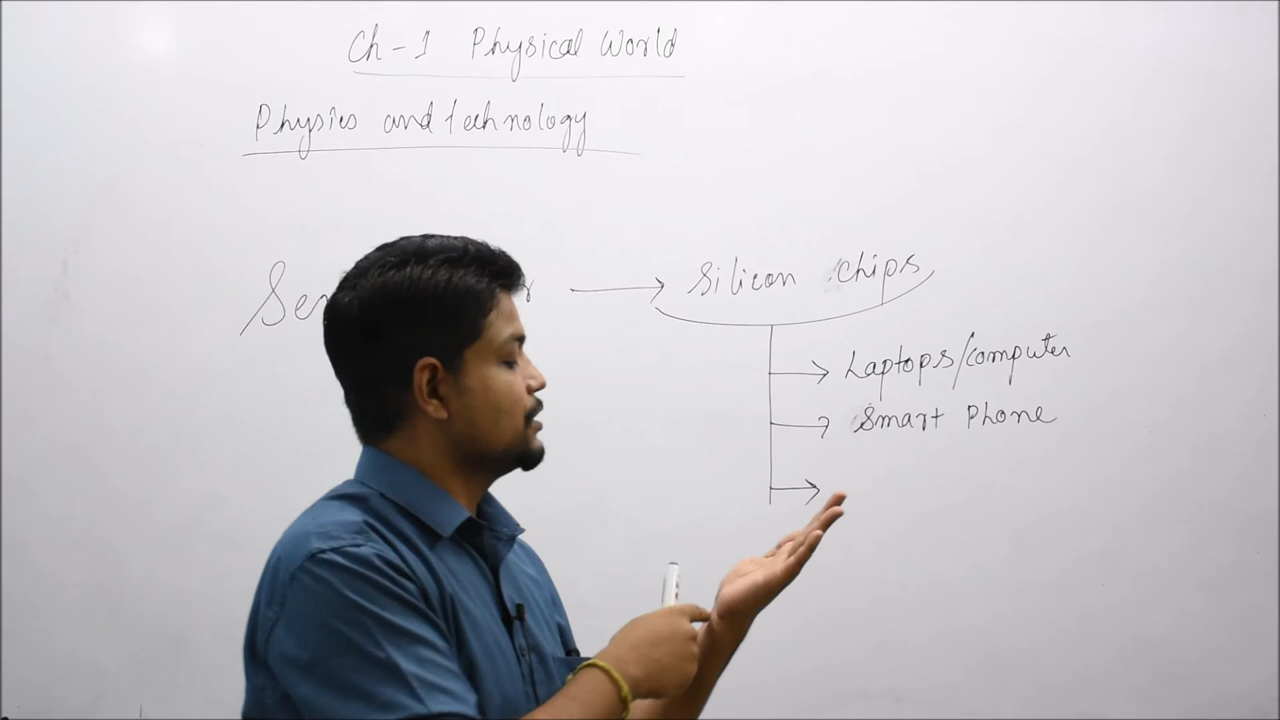 Ch-1 Physical World
Physics and technology
→ Silicon chips
→ Laptops/computer
→ Smart Phone
→